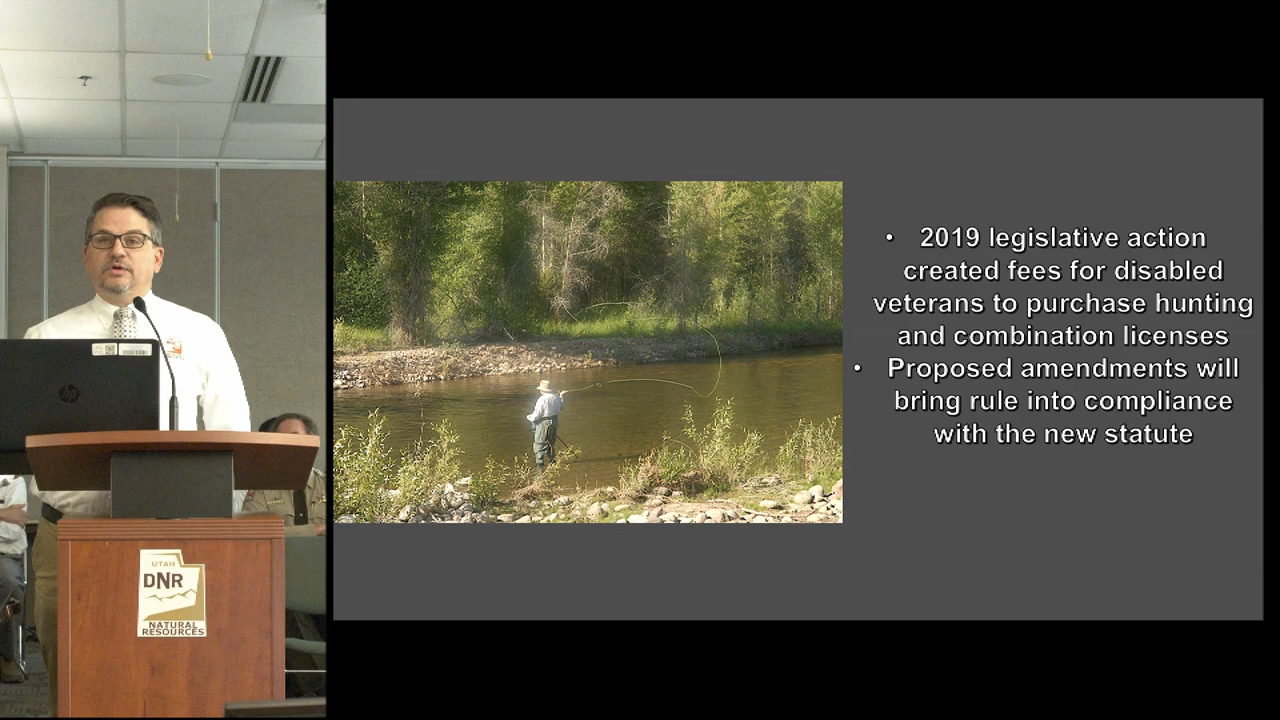 • 2019 legislative action
created fees for disabled
veterans to purchase hunting
and combination licenses
• Proposed amendments will
bring rule into compliance
with the new statute
hp
UTAH
DNR
NATURAL
RESOURCES